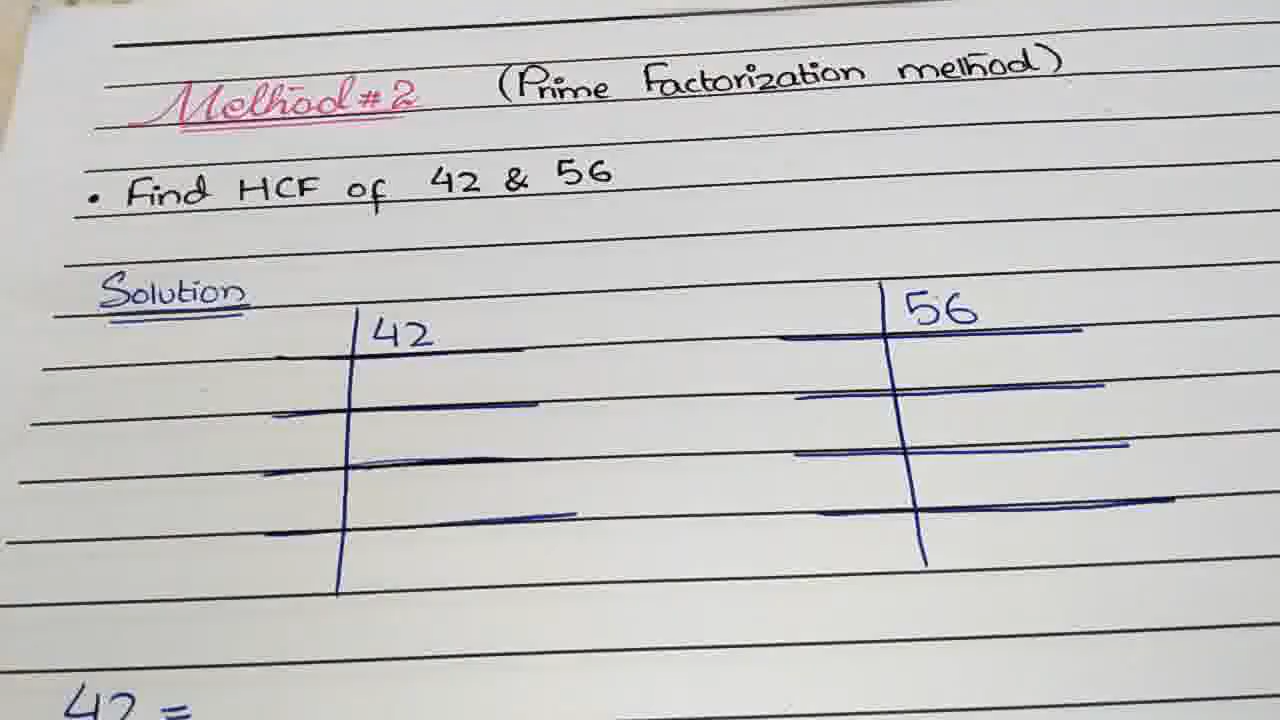 Method #2 (Prime Factorization method)
• Find HCF of 42 & 56
Solution
42
56
42 =